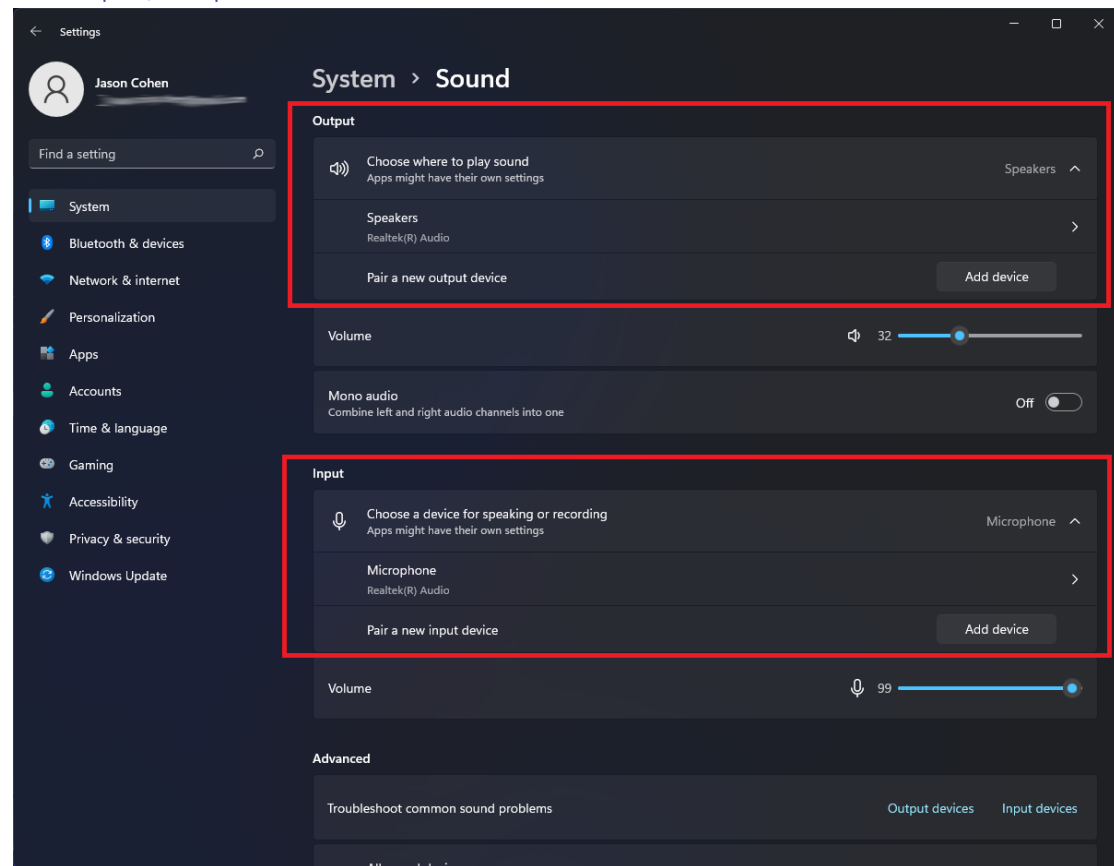 Settings
Jason Cohen
System > Sound
Output
Find a setting
Choose where to play sound
Apps might have their own settings
Speakers
System
Speakers
Realtek(R) Audio
Bluetooth & devices
Network & internet
Pair a new output device
Add device
Personalization
Volume
32
Apps
Accounts
Mono audio
Combine left and right audio channels into one
Off
Time & language
Gaming
Input
Accessibility
Choose a device for speaking or recording
Apps might have their own settings
Microphone
Privacy & security
Windows Update
Microphone
Realtek(R) Audio
Pair a new input device
Add device
Volume
99
Advanced
Troubleshoot common sound problems
Output devices
Input devices